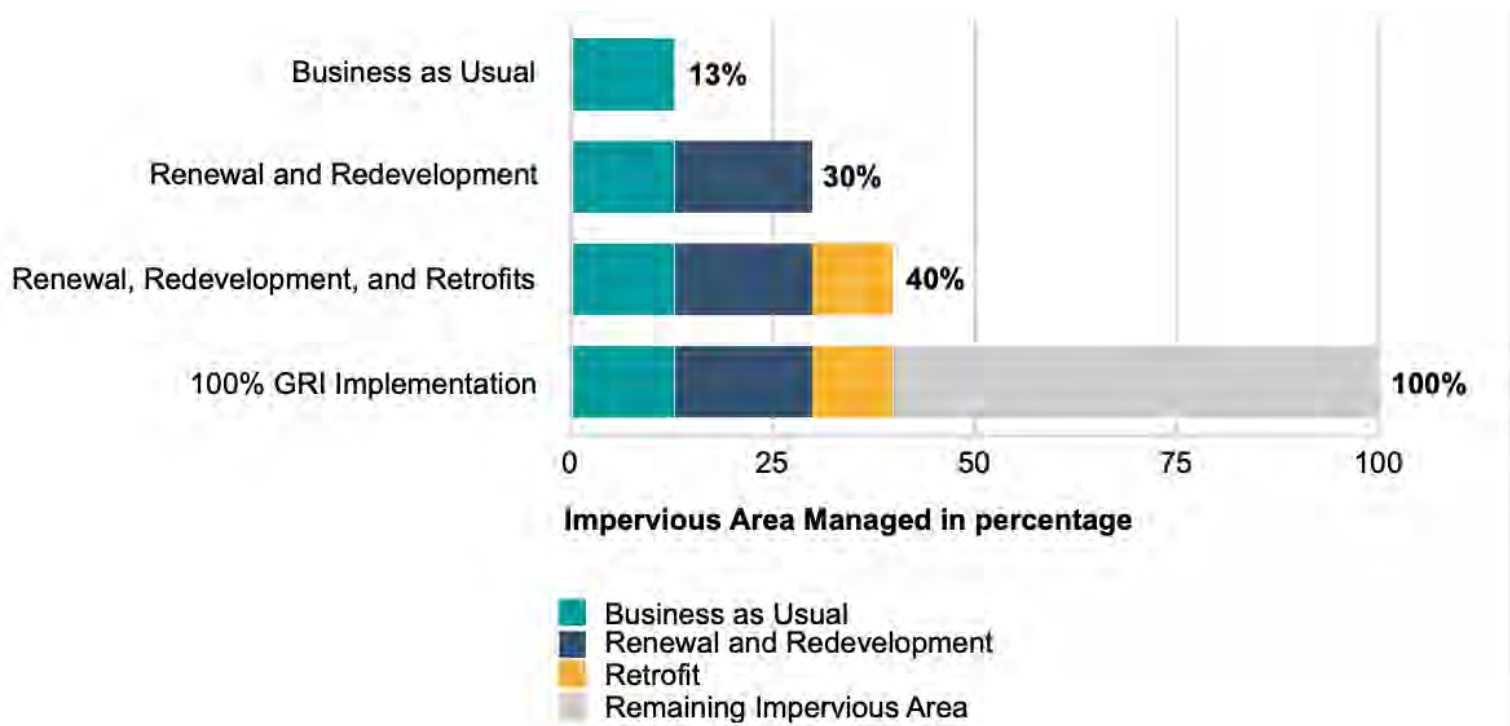 Business as Usual
13%
Renewal and Redevelopment
30%
Renewal, Redevelopment, and Retrofits
40%
100% GRI Implementation
100%
0 25 50 75 100
Impervious Area Managed in percentage
Business as Usual
Renewal and Redevelopment
Retrofit
Remaining Impervious Area